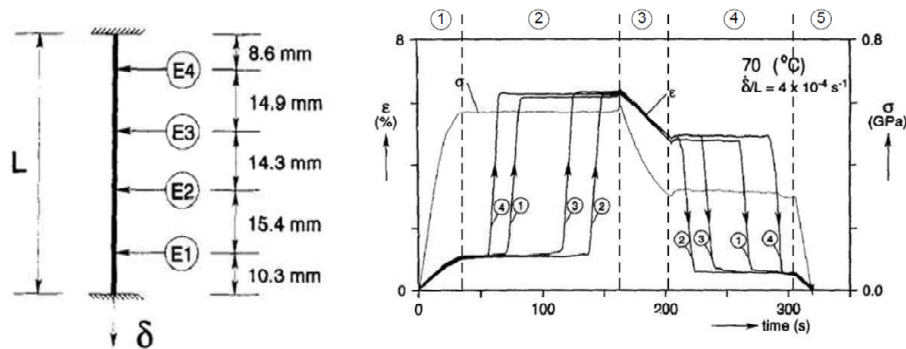 ① ② ③ ④ ⑤
8.6 mm
E4
14.9 mm
E3
L
14.3 mm
E2
15.4 mm
E1
10.3 mm
δ
8
0.8
70 (°C)
δ̇/L = 4 x 10⁻⁴ s⁻¹
σ
ε
ε
(%)
σ
(GPa)
④ ① ③ ②
② ③ ① ④
0
0.0
0 100 200 300
time (s)